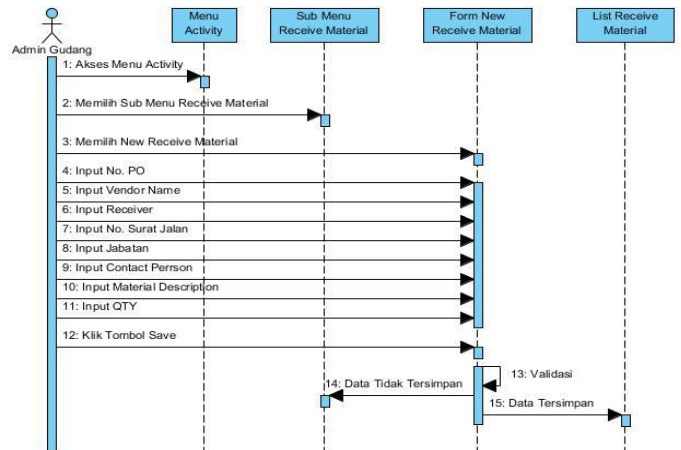 Admin Gudang
Menu
Activity
Sub Menu
Receive Material
Form New
Receive Material
List Receive
Material
1: Akses Menu Activity
2: Memilih Sub Menu Receive Material
3: Memilih New Receive Material
4: Input No. PO
5: Input Vendor Name
6: Input Receiver
7: Input No. Surat Jalan
8: Input Jabatan
9: Input Contact Perrson
10: Input Material Description
11: Input QTY
12: Klik Tombol Save
13: Validasi
14: Data Tidak Tersimpan
15: Data Tersimpan